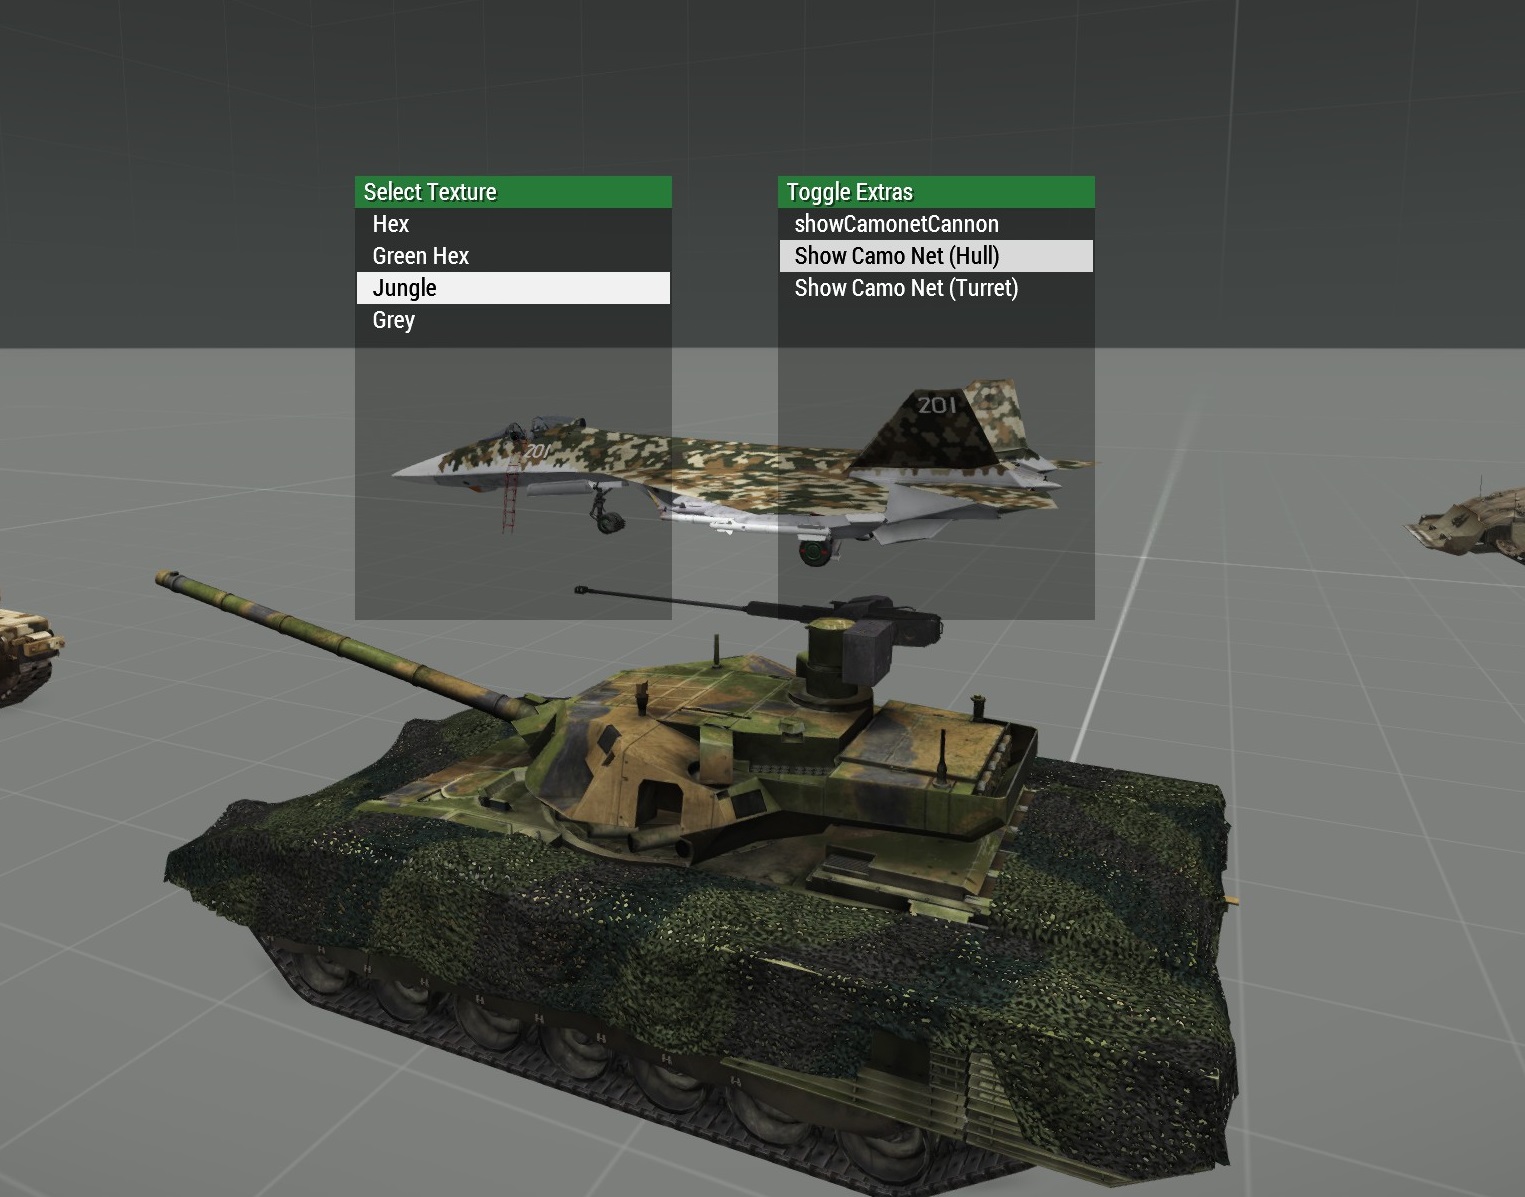 Select Texture
Hex
Green Hex
Jungle
Grey
Toggle Extras
showCamonetCannon
Show Camo Net (Hull)
Show Camo Net (Turret)
201
201